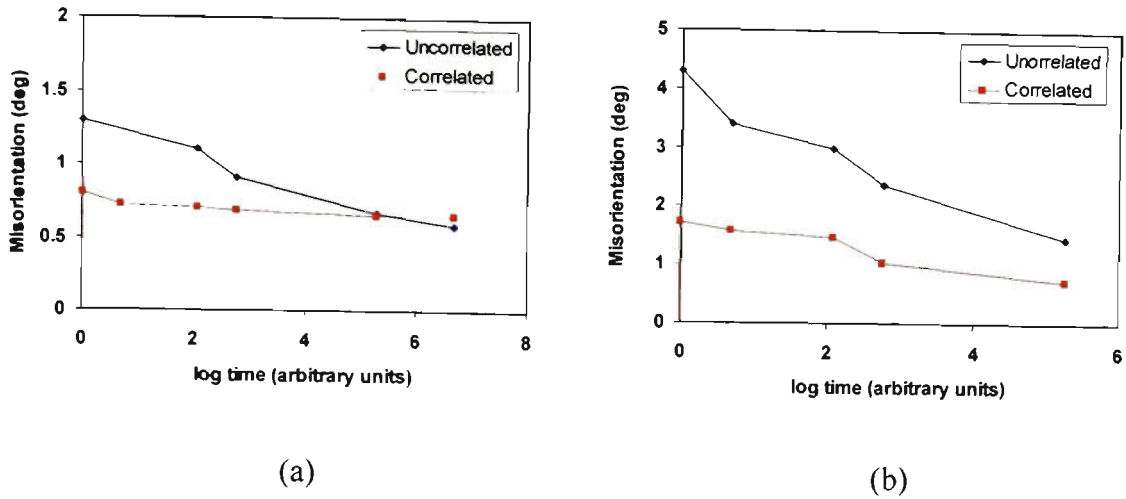 2
1.5
1
0.5
0
Misorientation (deg)
Uncorrelated
Correlated
0 2 4 6 8
log time (arbitrary units)
(a)
5
4
3
2
1
0
Misorientation (deg)
Unorrelated
Correlated
0 2 4 6
log time (arbitrary units)
(b)